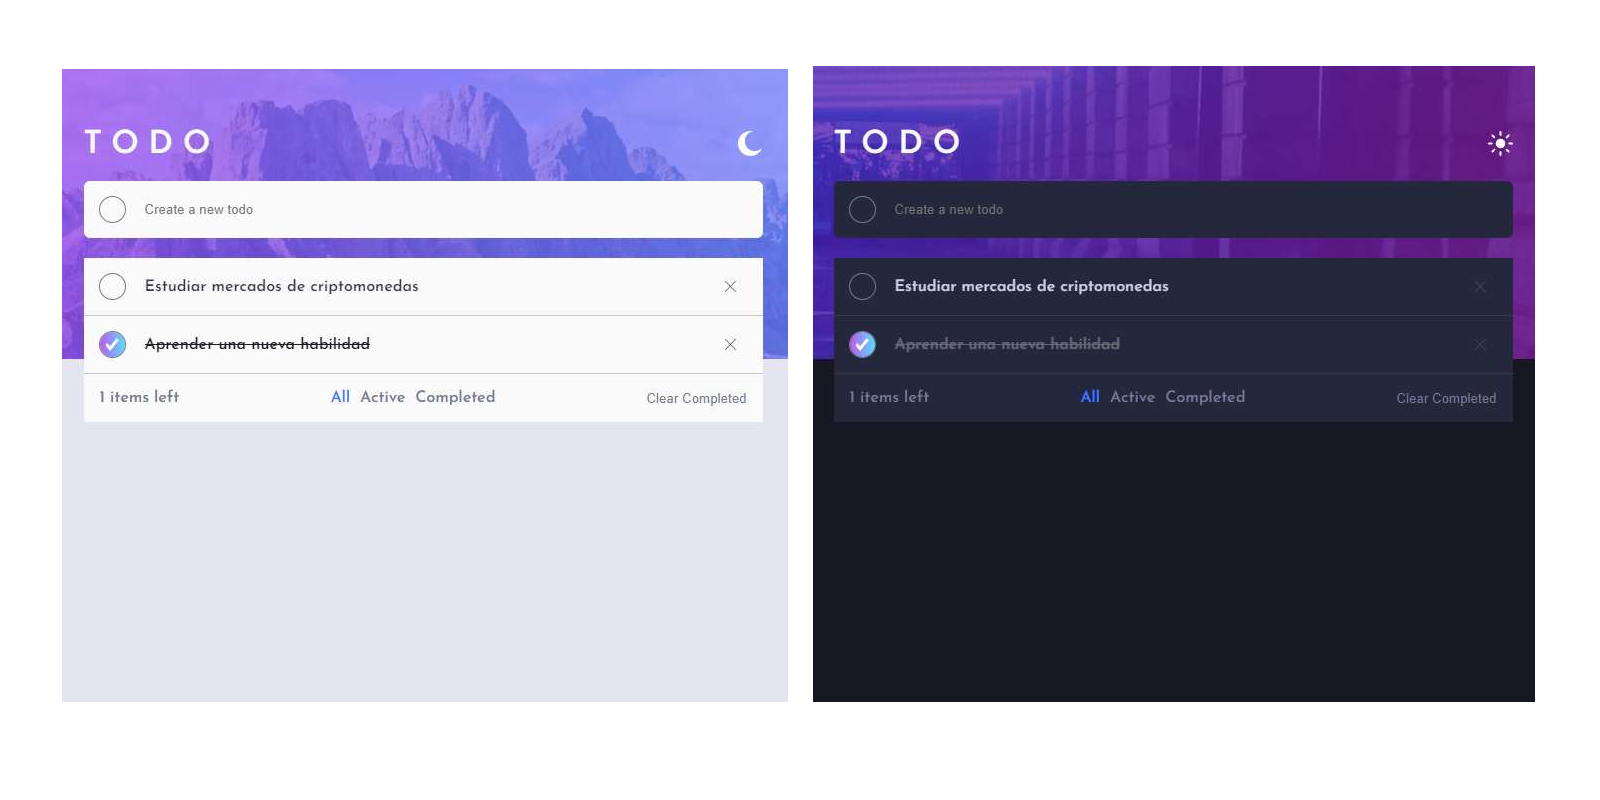 TODO
Create a new todo
Estudiar mercados de criptomonedas
Aprender una nueva habilidad
1 items left All Active Completed Clear Completed
TODO
Create a new todo
Estudiar mercados de criptomonedas
Aprender una nueva habilidad
1 items left All Active Completed Clear Completed